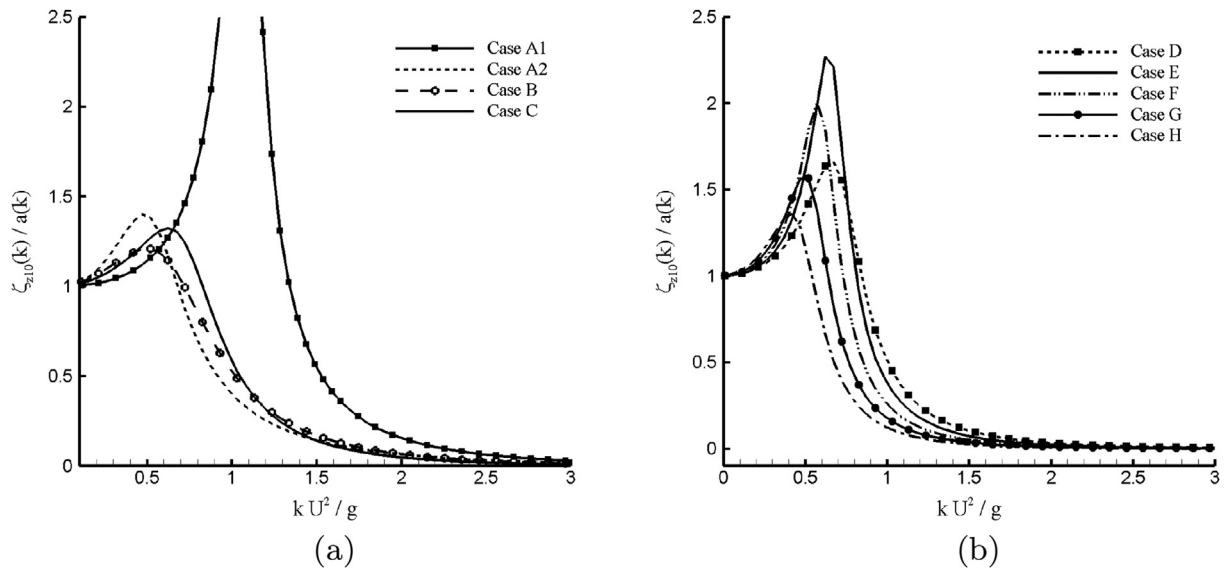 2.5
2
1.5
1
0.5
0
0.5
1
1.5
2
2.5
3
ζz10(k) / a(k)
k U² / g
Case A1
Case A2
Case B
Case C
(a)
2.5
2
1.5
1
0.5
0
0
0.5
1
1.5
2
2.5
3
ζz10(k) / a(k)
k U² / g
Case D
Case E
Case F
Case G
Case H
(b)